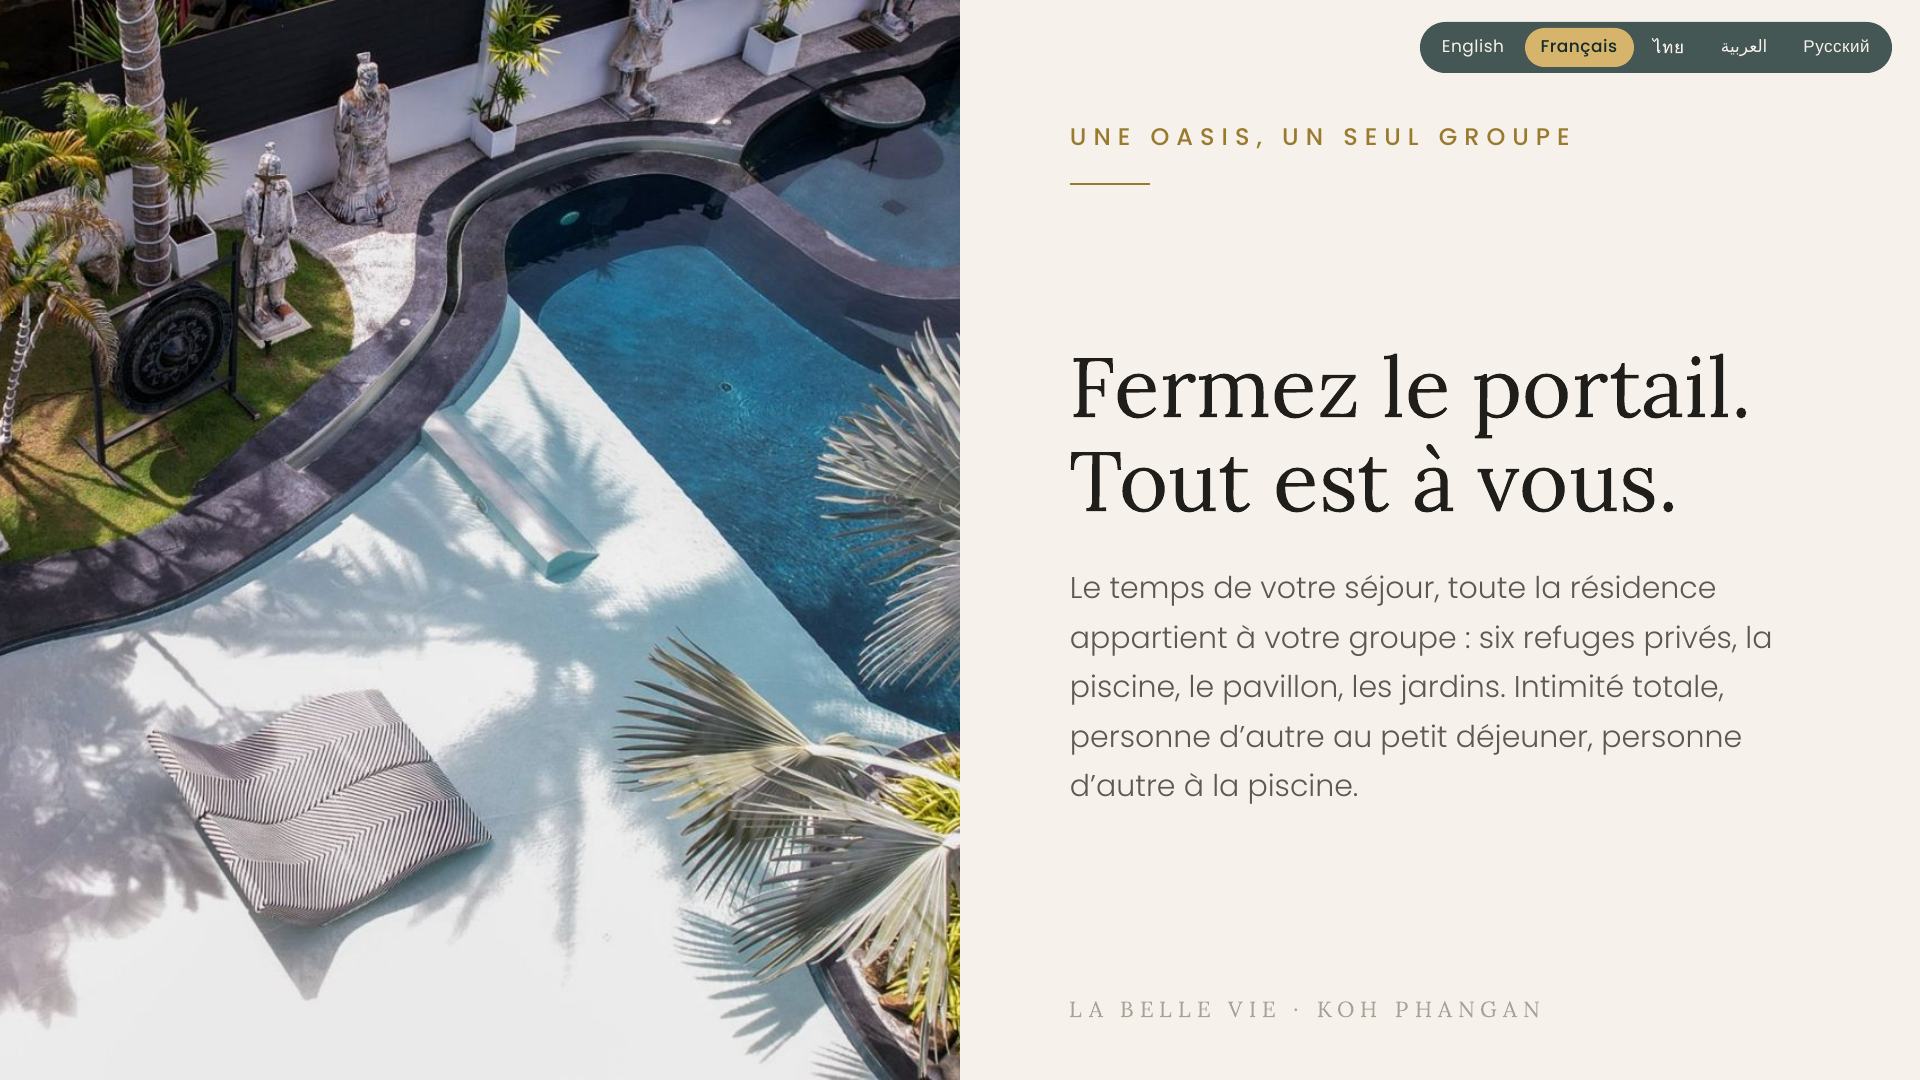 English Français ไทย العربية Русский
UNE OASIS, UN SEUL GROUPE
Fermez le portail.
Tout est à vous.
Le temps de votre séjour, toute la résidence
appartient à votre groupe : six refuges privés, la
piscine, le pavillon, les jardins. Intimité totale,
personne d’autre au petit déjeuner, personne
d’autre à la piscine.
LA BELLE VIE · KOH PHANGAN